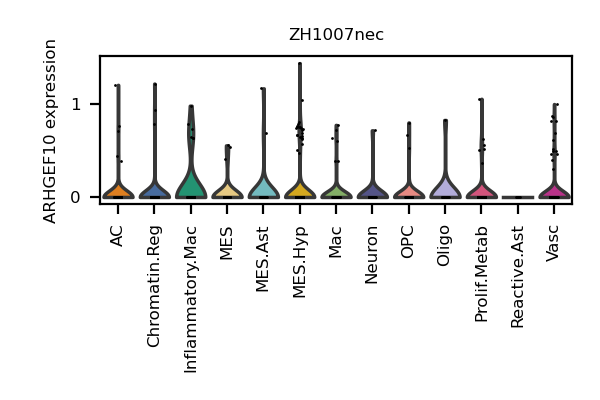 ZH1007nec
ARHGEF10 expression
1
0
AC
Chromatin.Reg
Inflammatory.Mac
MES
MES.Ast
MES.Hyp
Mac
Neuron
OPC
Oligo
Prolif.Metab
Reactive.Ast
Vasc